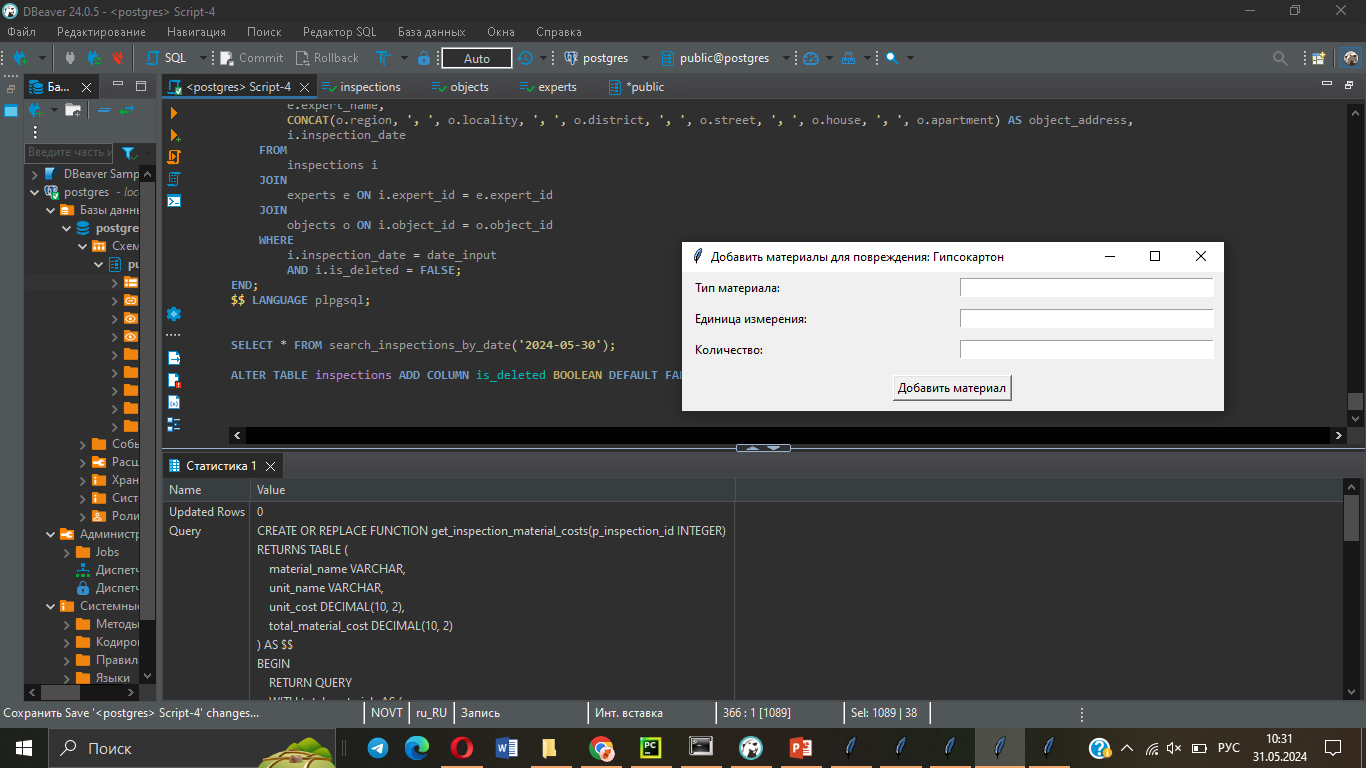 DBeaver 24.0.5 - <postgres> Script-4
Файл Редактирование Навигация Поиск Редактор SQL База данных Окна Справка
SQL Commit Rollback Auto postgres public@postgres
Ба... <postgres> Script-4 inspections objects experts *public
e.expert_name,
CONCAT(o.region, ', ', o.locality, ', ', o.district, ', ', o.street, ', ', o.house, ', ', o.apartment) AS object_address,
i.inspection_date
FROM
inspections i
JOIN
experts e ON i.expert_id = e.expert_id
JOIN
objects o ON i.object_id = o.object_id
WHERE
i.inspection_date = date_input
AND i.is_deleted = FALSE;
END;
$$ LANGUAGE plpgsql;
SELECT * FROM search_inspections_by_date('2024-05-30');
ALTER TABLE inspections ADD COLUMN is_deleted BOOLEAN DEFAULT FA
Введите часть и
DBeaver Samp
postgres - loc
Базы данны
postgre
Схем
pu
Собы
Расш
Хран
Сист
Роли
Администр
Jobs
Диспетч
Диспетч
Системные
Методы
Кодиро
Правил
Языки
Добавить материалы для повреждения: Гипсокартон
Тип материала:
Единица измерения:
Количество:
Добавить материал
Статистика 1
Name Value
Updated Rows 0
Query CREATE OR REPLACE FUNCTION get_inspection_material_costs(p_inspection_id INTEGER)
RETURNS TABLE (
material_name VARCHAR,
unit_name VARCHAR,
unit_cost DECIMAL(10, 2),
total_material_cost DECIMAL(10, 2)
) AS $$
BEGIN
RETURN QUERY
Сохранить Save '<postgres> Script-4' changes... NOVT ru_RU Запись Инт. вставка 366 : 1 [1089] Sel: 1089 | 38
Поиск
РУС
10:31
31.05.2024